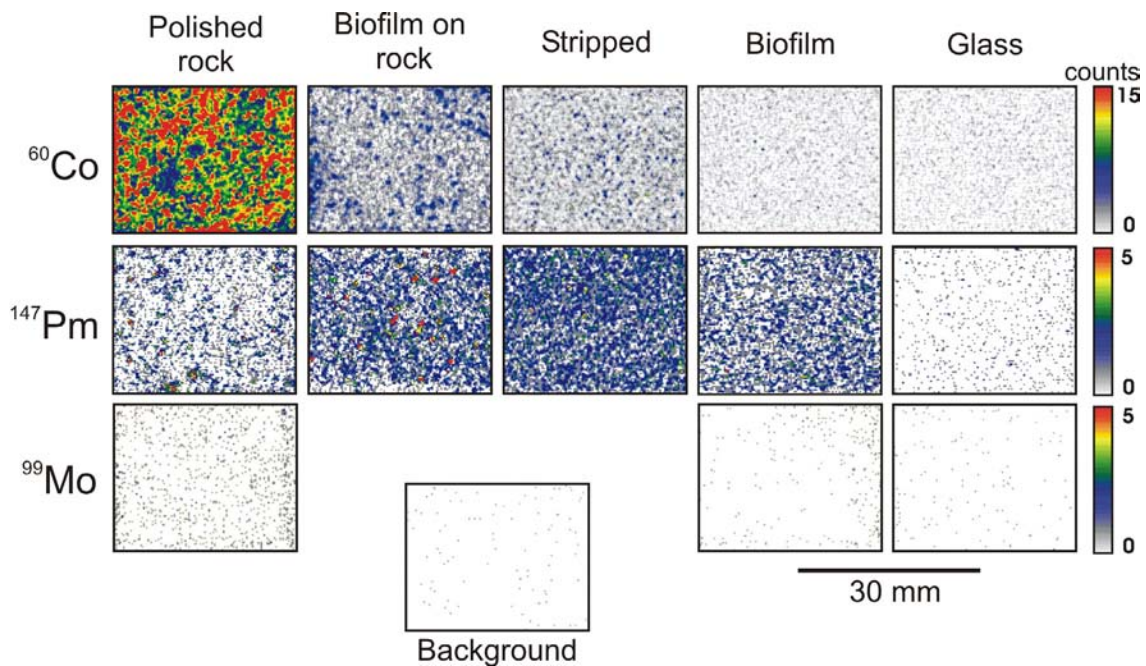 Polished rock
Biofilm on rock
Stripped
Biofilm
Glass
counts
15
⁶⁰Co
0
5
¹⁴⁷Pm
0
5
⁹⁹Mo
0
30 mm
Background